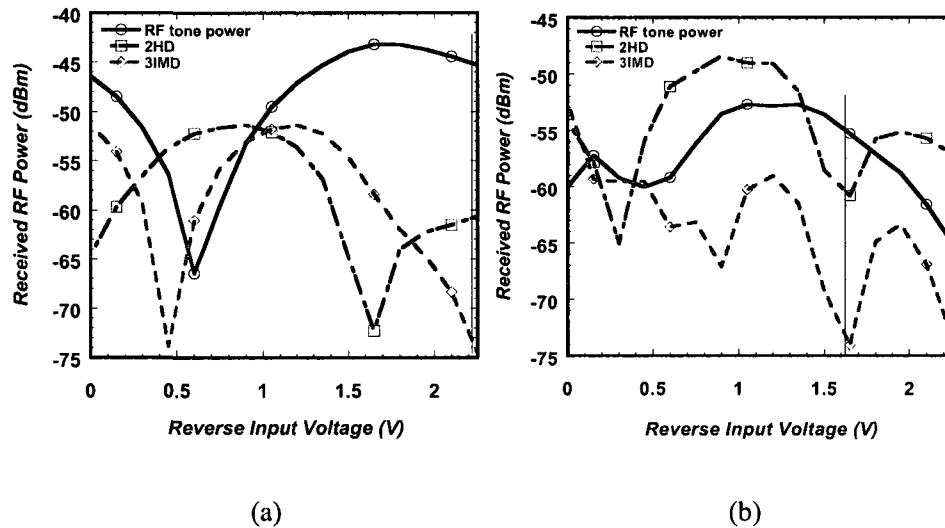 -40
-45
-50
-55
-60
-65
-70
-75
Received RF Power (dBm)
RF tone power
2HD
3IMD
0
0.5
1
1.5
2
Reverse Input Voltage (V)
(a)
-45
-50
-55
-60
-65
-70
-75
Received RF Power (dBm)
RF tone power
2HD
3IMD
0
0.5
1
1.5
2
Reverse Input Voltage (V)
(b)